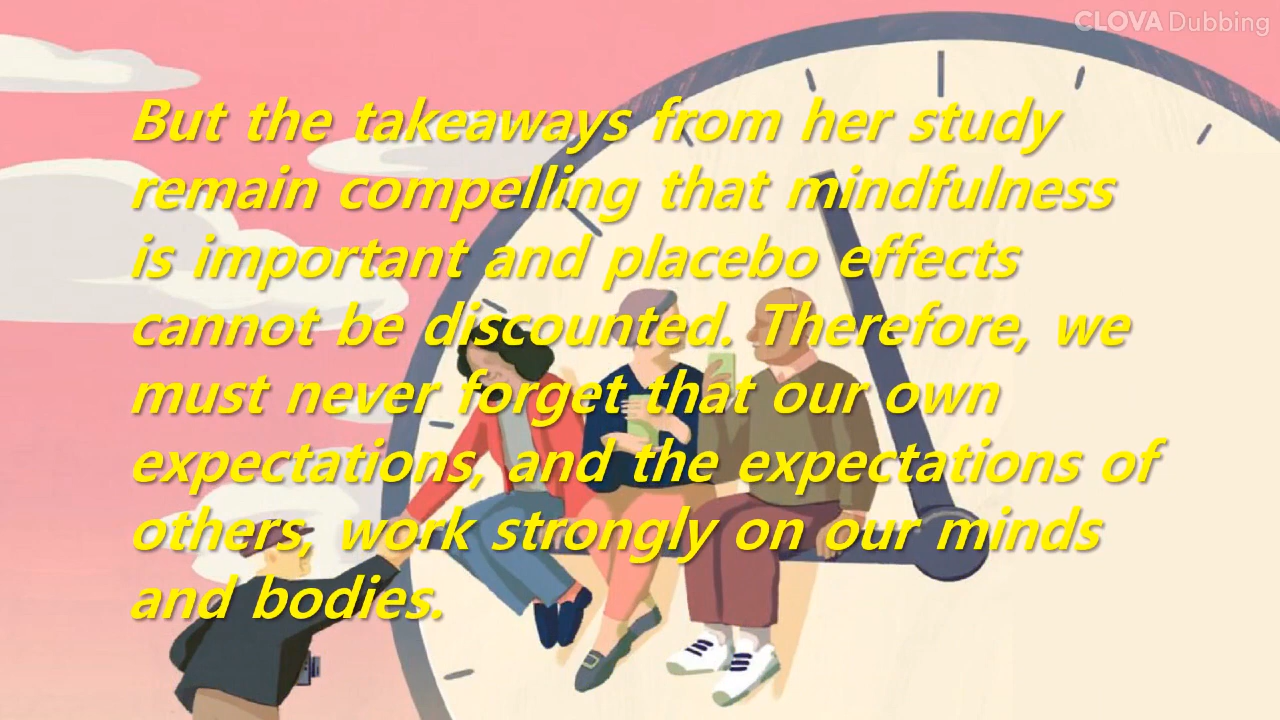 CLOVA Dubbing
But the takeaways from her study
remain compelling that mindfulness
is important and placebo effects
cannot be discounted. Therefore, we
must never forget that our own
expectations, and the expectations of
others, work strongly on our minds
and bodies.